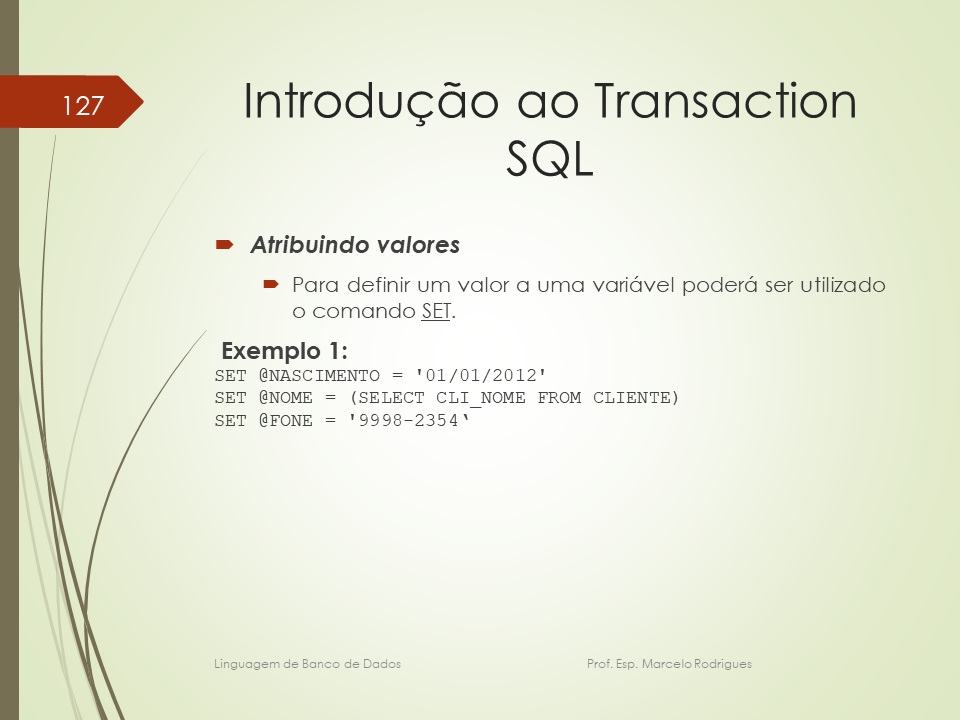 127
Introdução ao Transaction
SQL
Atribuindo valores
Para definir um valor a uma variável poderá ser utilizado
o comando SET.
Exemplo 1:
SET @NASCIMENTO = '01/01/2012'
SET @NOME = (SELECT CLI_NOME FROM CLIENTE)
SET @FONE = '9998-2354‘
Linguagem de Banco de Dados Prof. Esp. Marcelo Rodrigues